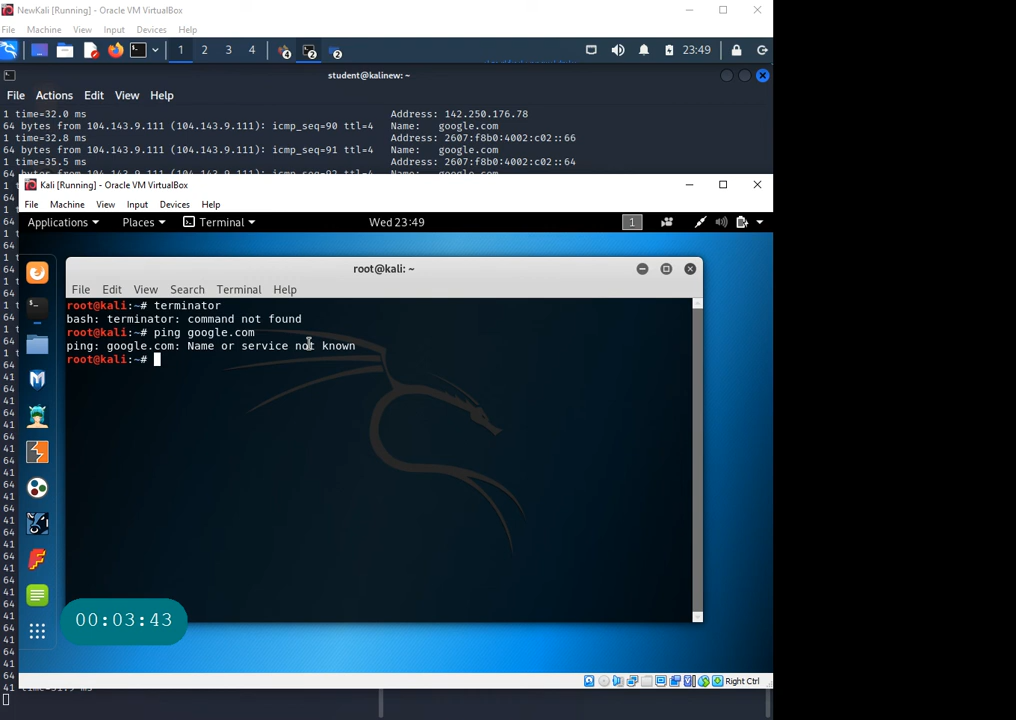 NewKali [Running] - Oracle VM VirtualBox
File Machine View Input Devices Help
1 2 3 4 4 2 2 23:49
student@kalinew: ~
File Actions Edit View Help
1 time=32.0 ms
64 bytes from 104.143.9.111 (104.143.9.111): icmp_seq=90 ttl=4
1 time=32.8 ms
64 bytes from 104.143.9.111 (104.143.9.111): icmp_seq=91 ttl=4
1 time=35.5 ms
Address: 142.250.176.78
Name: google.com
Address: 2607:f8b0:4002:c02::66
Name: google.com
Address: 2607:f8b0:4002:c02::64
Kali [Running] - Oracle VM VirtualBox
File Machine View Input Devices Help
Applications Places Terminal Wed 23:49 1
root@kali: ~
File Edit View Search Terminal Help
root@kali:~# terminator
bash: terminator: command not found
root@kali:~# ping google.com
ping: google.com: Name or service not known
root@kali:~#
00:03:43
Right Ctrl